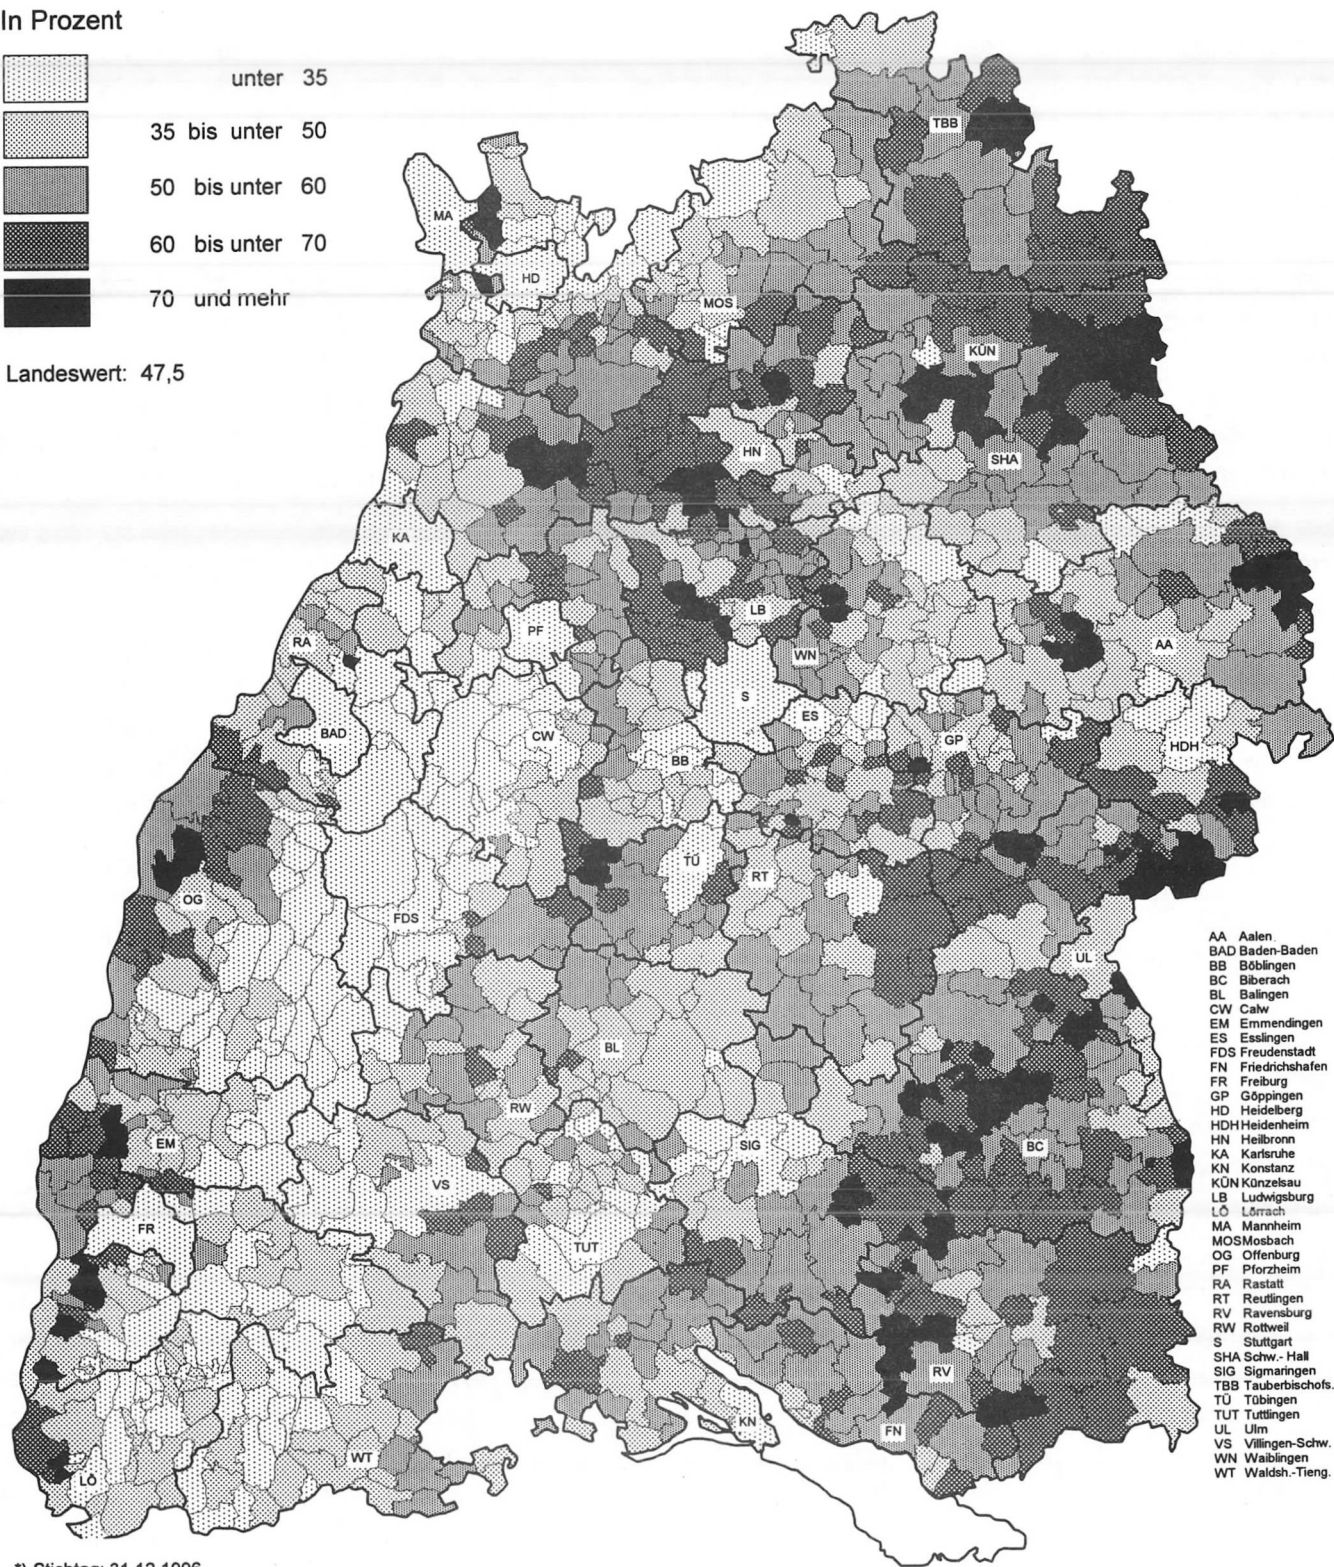 In Prozent
unter 35
35 bis unter 50
50 bis unter 60
60 bis unter 70
70 und mehr
Landeswert: 47,5
TBB
MA
HD
MOS
KÜN
HN
SHA
KA
LB
PF
RA
WN
AA
S
ES
BAD
CW
GP
HDH
BB
TÜ
RT
OG
FDS
UL
BL
RW
EM
SIG
BC
VS
FR
TUT
RV
KN
FN
WT
LÖ
AA Aalen
BAD Baden-Baden
BB Böblingen
BC Biberach
BL Balingen
CW Calw
EM Emmendingen
ES Esslingen
FDS Freudenstadt
FN Friedrichshafen
FR Freiburg
GP Göppingen
HD Heidelberg
HDH Heidenheim
HN Heilbronn
KA Karlsruhe
KN Konstanz
KÜN Künzelsau
LB Ludwigsburg
LÖ Lörrach
MA Mannheim
MOS Mosbach
OG Offenburg
PF Pforzheim
RA Rastatt
RT Reutlingen
RV Ravensburg
RW Rottweil
S Stuttgart
SHA Schw.- Hall
SIG Sigmaringen
TBB Tauberbischofs.
TÜ Tübingen
TUT Tuttlingen
UL Ulm
VS Villingen-Schw.
WN Waiblingen
WT Waldsh.-Tieng.
*) Stichtag: 31.12.1996